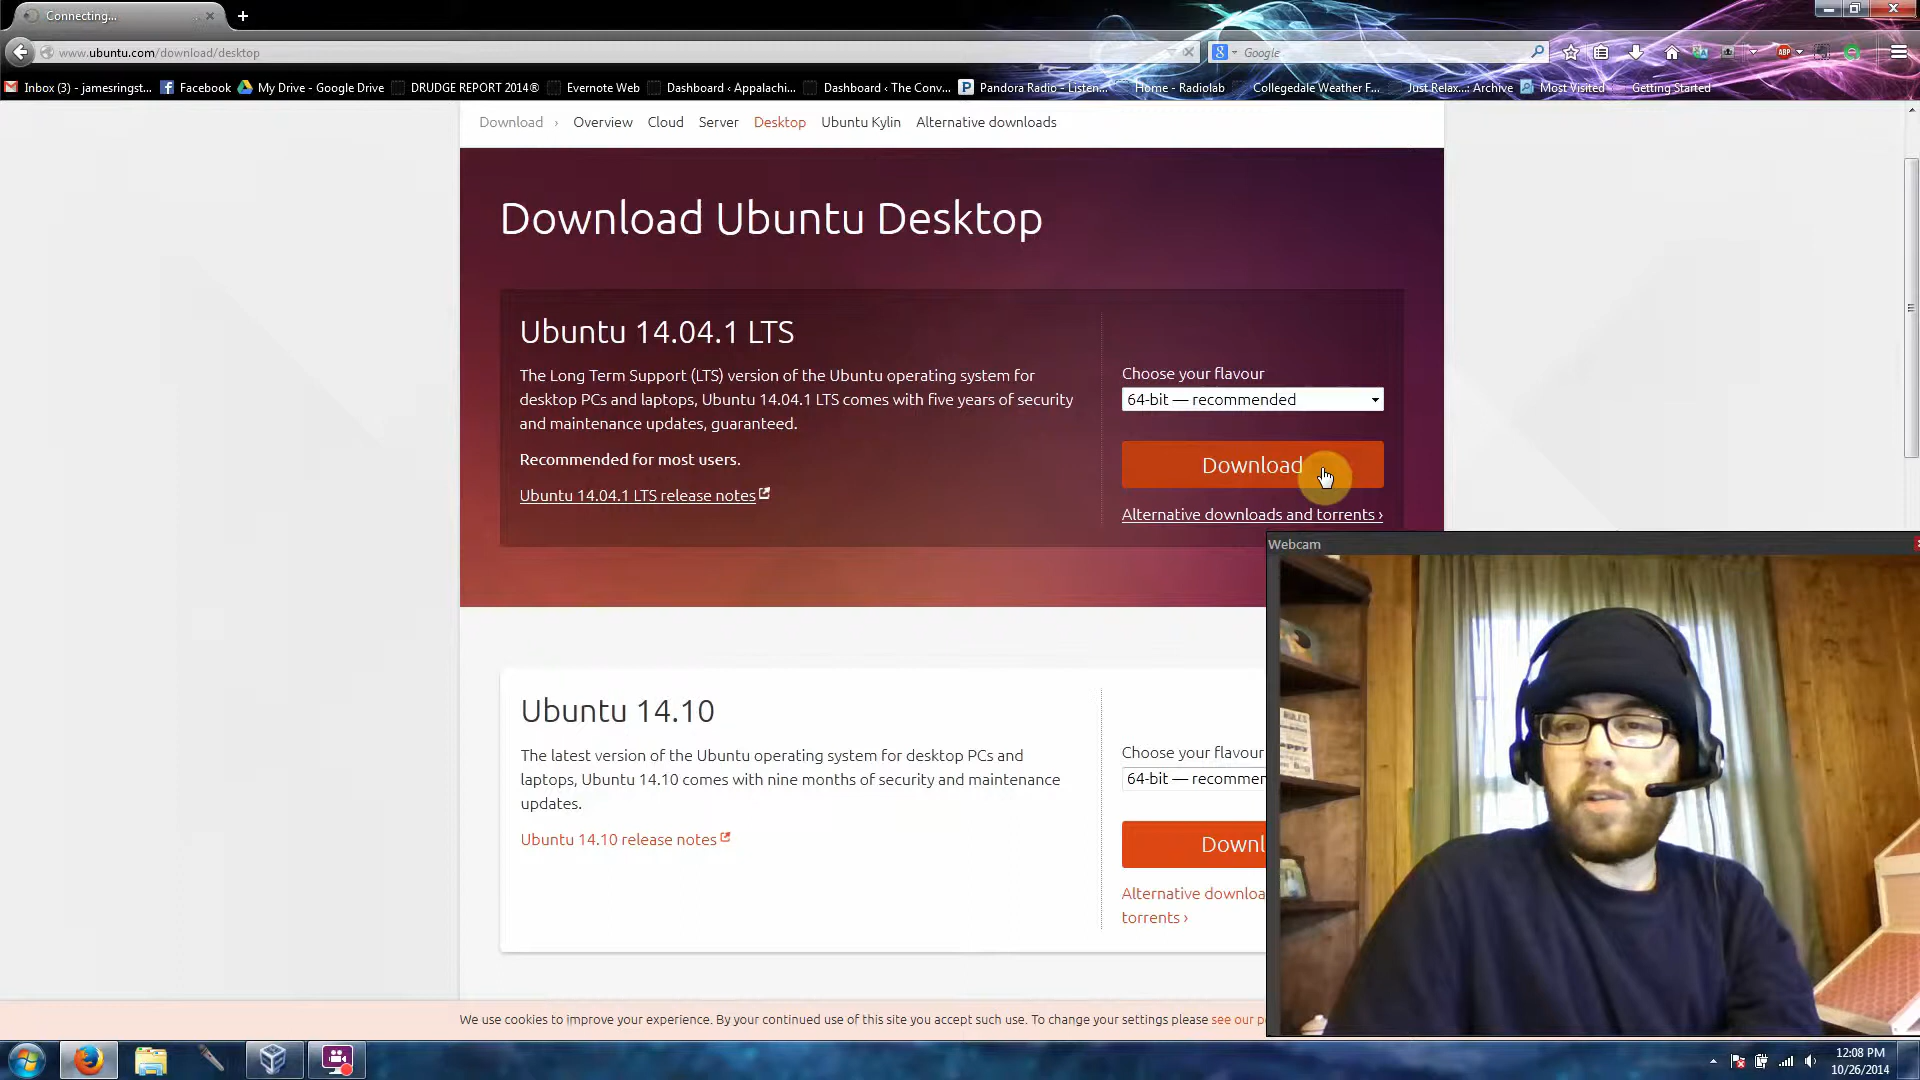 Connecting...
www.ubuntu.com/download/desktop
Google
Inbox (3) - jamesringst...
Facebook
My Drive - Google Drive
DRUDGE REPORT 2014®
Evernote Web
Dashboard ‹ Appalachi...
Dashboard ‹ The Conv...
Pandora Radio - Listen...
Home - Radiolab
Collegedale Weather F...
Just Relax...: Archive
Most Visited
Getting Started
Download › Overview Cloud Server Desktop Ubuntu Kylin Alternative downloads
Download Ubuntu Desktop
Ubuntu 14.04.1 LTS
The Long Term Support (LTS) version of the Ubuntu operating system for
desktop PCs and laptops, Ubuntu 14.04.1 LTS comes with five years of security
and maintenance updates, guaranteed.
Recommended for most users.
Ubuntu 14.04.1 LTS release notes
Choose your flavour
64-bit — recommended
Download
Alternative downloads and torrents ›
Webcam
RULES
Ubuntu 14.10
The latest version of the Ubuntu operating system for desktop PCs and
laptops, Ubuntu 14.10 comes with nine months of security and maintenance
updates.
Ubuntu 14.10 release notes
Choose your flavour
64-bit — recommen
Downl
Alternative downloa
torrents ›
We use cookies to improve your experience. By your continued use of this site you accept such use. To change your settings please see our p
12:08 PM
10/26/2014